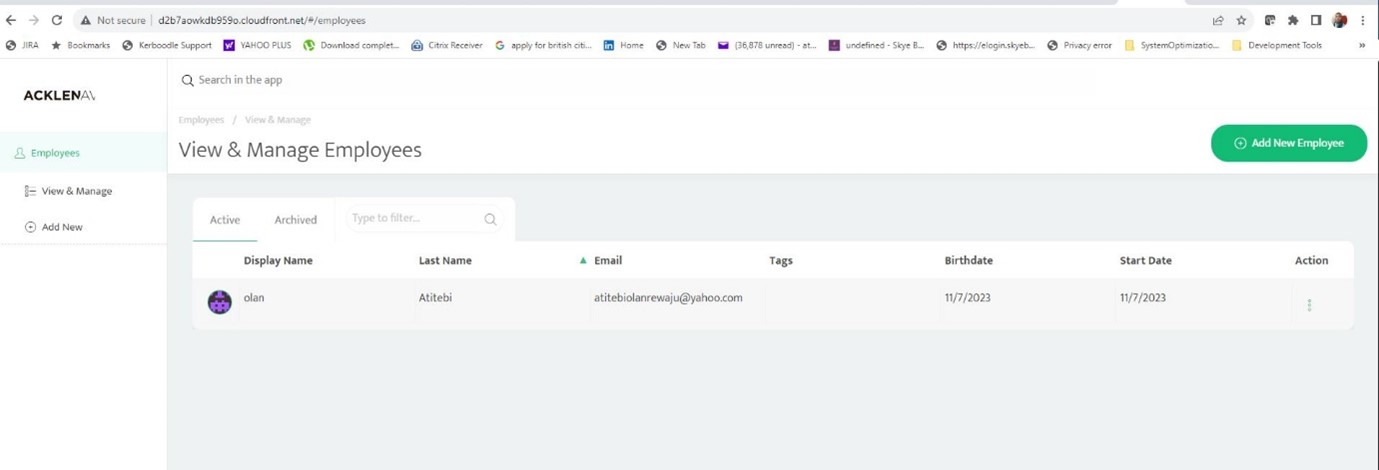 Not secure | d2b7aowkdb959o.cloudfront.net/#/employees
JIRA Bookmarks Kerboodle Support YAHOO PLUS Download complet... Citrix Receiver apply for british citi... Home New Tab (36,878 unread) - at... undefined - Skye B... https://elogin.skyeb... Privacy error SystemOptimizatio... Development Tools »
ACKLENAV
Search in the app
Employees / View & Manage
View & Manage Employees
Add New Employee
Employees
View & Manage
Add New
Active Archived Type to filter...
Display Name Last Name Email Tags Birthdate Start Date Action
olan Atitebi atitebiolanrewaju@yahoo.com 11/7/2023 11/7/2023